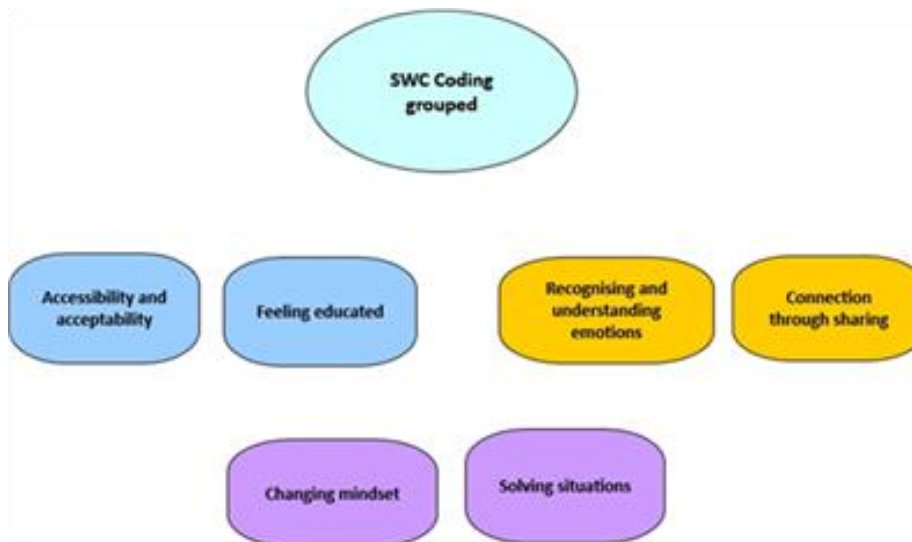 SWC Coding
grouped
Accessibility and
acceptability
Feeling educated
Recognising and
understanding
emotions
Connection
through sharing
Changing mindset
Solving situations